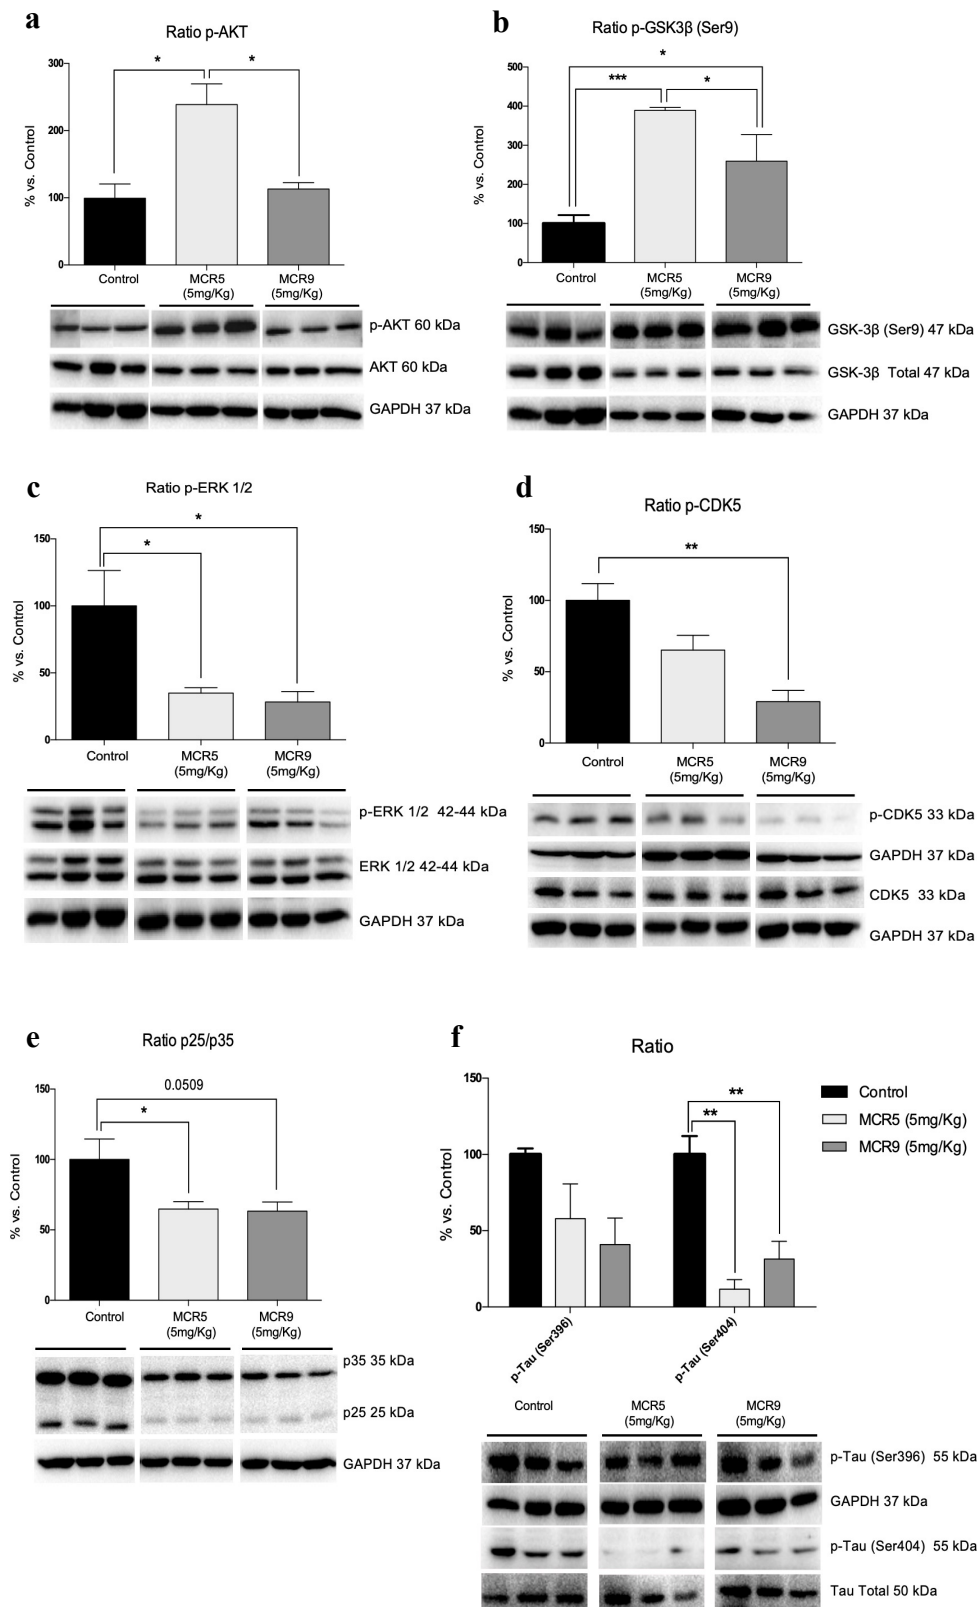 a
Ratio p-AKT
300
200
100
0
% vs. Control
*
*
Control
MCR5
(5mg/Kg)
MCR9
(5mg/Kg)
p-AKT 60 kDa
AKT 60 kDa
GAPDH 37 kDa
b
Ratio p-GSK3β (Ser9)
500
400
300
200
100
0
% vs. Control
*
***
*
Control
MCR5
(5mg/Kg)
MCR9
(5mg/Kg)
GSK-3β (Ser9) 47 kDa
GSK-3β Total 47 kDa
GAPDH 37 kDa
c
Ratio p-ERK 1/2
150
100
50
0
% vs. Control
*
*
Control
MCR5
(5mg/Kg)
MCR9
(5mg/Kg)
p-ERK 1/2 42-44 kDa
ERK 1/2 42-44 kDa
GAPDH 37 kDa
d
Ratio p-CDK5
150
100
50
0
% vs. Control
**
Control
MCR5
(5mg/Kg)
MCR9
(5mg/Kg)
p-CDK5 33 kDa
GAPDH 37 kDa
CDK5 33 kDa
GAPDH 37 kDa
e
Ratio p25/p35
150
100
50
0
% vs. Control
0.0509
*
Control
MCR5
(5mg/Kg)
MCR9
(5mg/Kg)
p35 35 kDa
p25 25 kDa
GAPDH 37 kDa
f
Ratio
150
100
50
0
% vs. Control
**
**
Control
MCR5 (5mg/Kg)
MCR9 (5mg/Kg)
p-Tau (Ser396)
p-Tau (Ser404)
Control
MCR5
(5mg/Kg)
MCR9
(5mg/Kg)
p-Tau (Ser396) 55 kDa
GAPDH 37 kDa
p-Tau (Ser404) 55 kDa
Tau Total 50 kDa